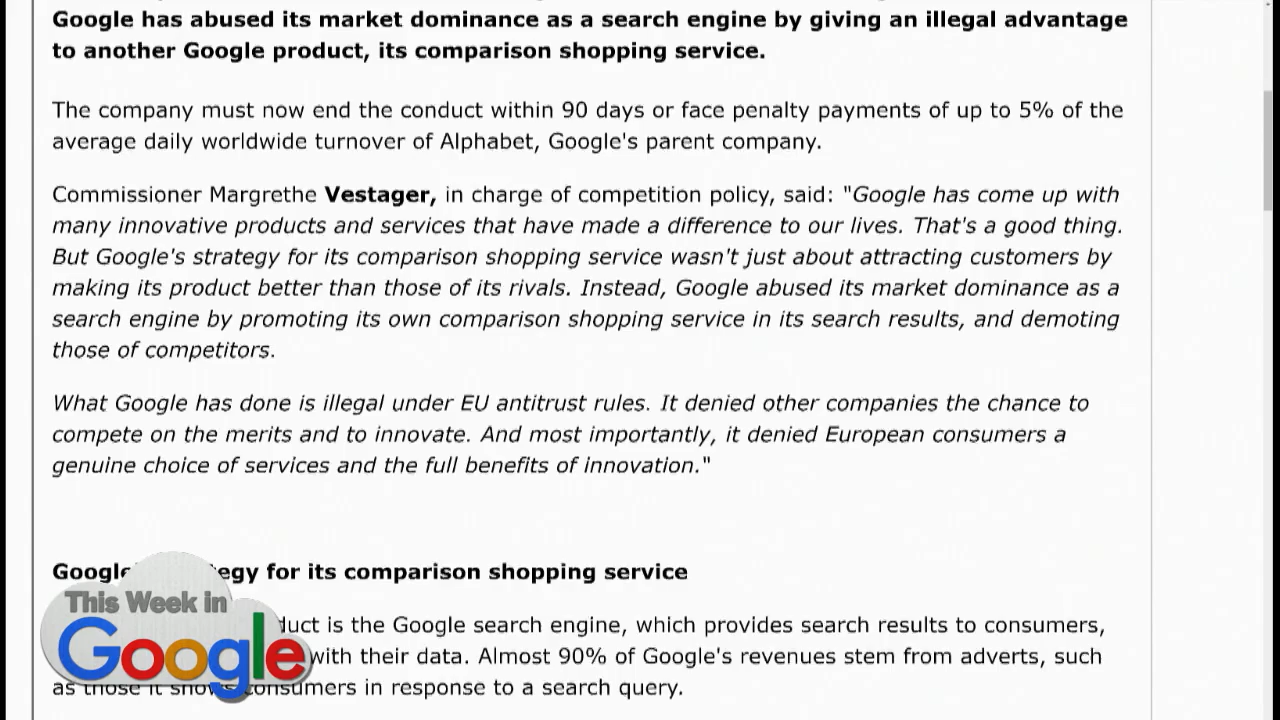 Google has abused its market dominance as a search engine by giving an illegal advantage
to another Google product, its comparison shopping service.
The company must now end the conduct within 90 days or face penalty payments of up to 5% of the
average daily worldwide turnover of Alphabet, Google's parent company.
Commissioner Margrethe Vestager, in charge of competition policy, said: "Google has come up with
many innovative products and services that have made a difference to our lives. That's a good thing.
But Google's strategy for its comparison shopping service wasn't just about attracting customers by
making its product better than those of its rivals. Instead, Google abused its market dominance as a
search engine by promoting its own comparison shopping service in its search results, and demoting
those of competitors.
What Google has done is illegal under EU antitrust rules. It denied other companies the chance to
compete on the merits and to innovate. And most importantly, it denied European consumers a
genuine choice of services and the full benefits of innovation."
Google egy for its comparison shopping service
duct is the Google search engine, which provides search results to consumers,
with their data. Almost 90% of Google's revenues stem from adverts, such
as those it shows consumers in response to a search query.
This Week in
Google